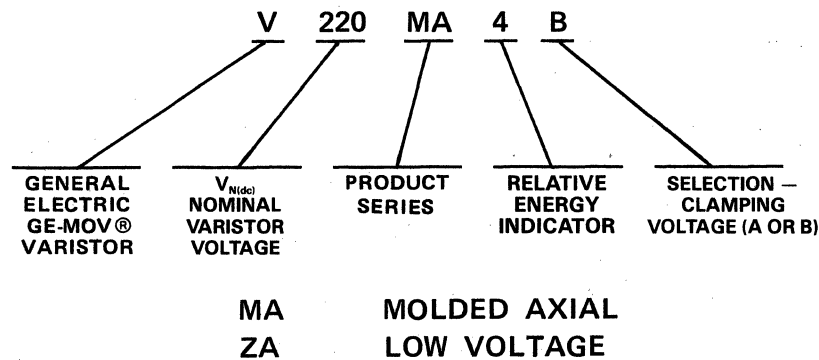 V 220 MA 4 B
GENERAL
ELECTRIC
GE-MOV®
VARISTOR
V_N(dc)
NOMINAL
VARISTOR
VOLTAGE
PRODUCT
SERIES
RELATIVE
ENERGY
INDICATOR
SELECTION —
CLAMPING
VOLTAGE (A OR B)
MA MOLDED AXIAL
ZA LOW VOLTAGE